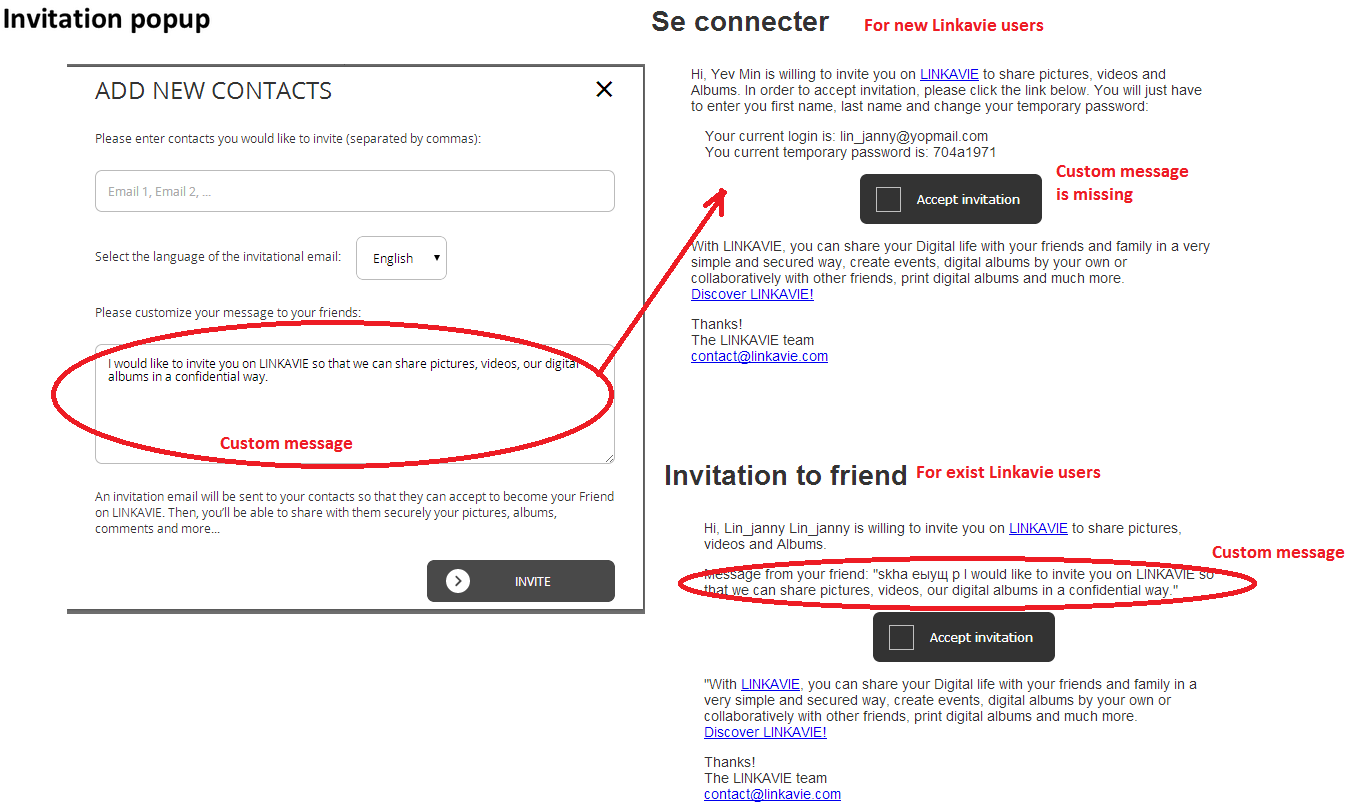 Invitation popup
ADD NEW CONTACTS
Please enter contacts you would like to invite (separated by commas):
Email 1, Email 2, ...
Select the language of the invitational email:
English
Please customize your message to your friends:
I would like to invite you on LINKAVIE so that we can share pictures, videos, our digital
albums in a confidential way.
Custom message
An invitation email will be sent to your contacts so that they can accept to become your Friend
on LINKAVIE. Then, you'll be able to share with them securely your pictures, albums,
comments and more...
INVITE
Se connecter
For new Linkavie users
Hi, Yev Min is willing to invite you on LINKAVIE to share pictures, videos and
Albums. In order to accept invitation, please click the link below. You will just have
to enter you first name, last name and change your temporary password:
Your current login is: lin_janny@yopmail.com
You current temporary password is: 704a1971
Custom message
is missing
Accept invitation
With LINKAVIE, you can share your Digital life with your friends and family in a very
simple and secured way, create events, digital albums by your own or
collaboratively with other friends, print digital albums and much more.
Discover LINKAVIE!
Thanks!
The LINKAVIE team
contact@linkavie.com
Invitation to friend
For exist Linkavie users
Hi, Lin_janny Lin_janny is willing to invite you on LINKAVIE to share pictures,
videos and Albums.
Custom message
Message from your friend: "skha еыущ р I would like to invite you on LINKAVIE so
that we can share pictures, videos, our digital albums in a confidential way."
Accept invitation
"With LINKAVIE, you can share your Digital life with your friends and family in a
very simple and secured way, create events, digital albums by your own or
collaboratively with other friends, print digital albums and much more.
Discover LINKAVIE!
Thanks!
The LINKAVIE team
contact@linkavie.com